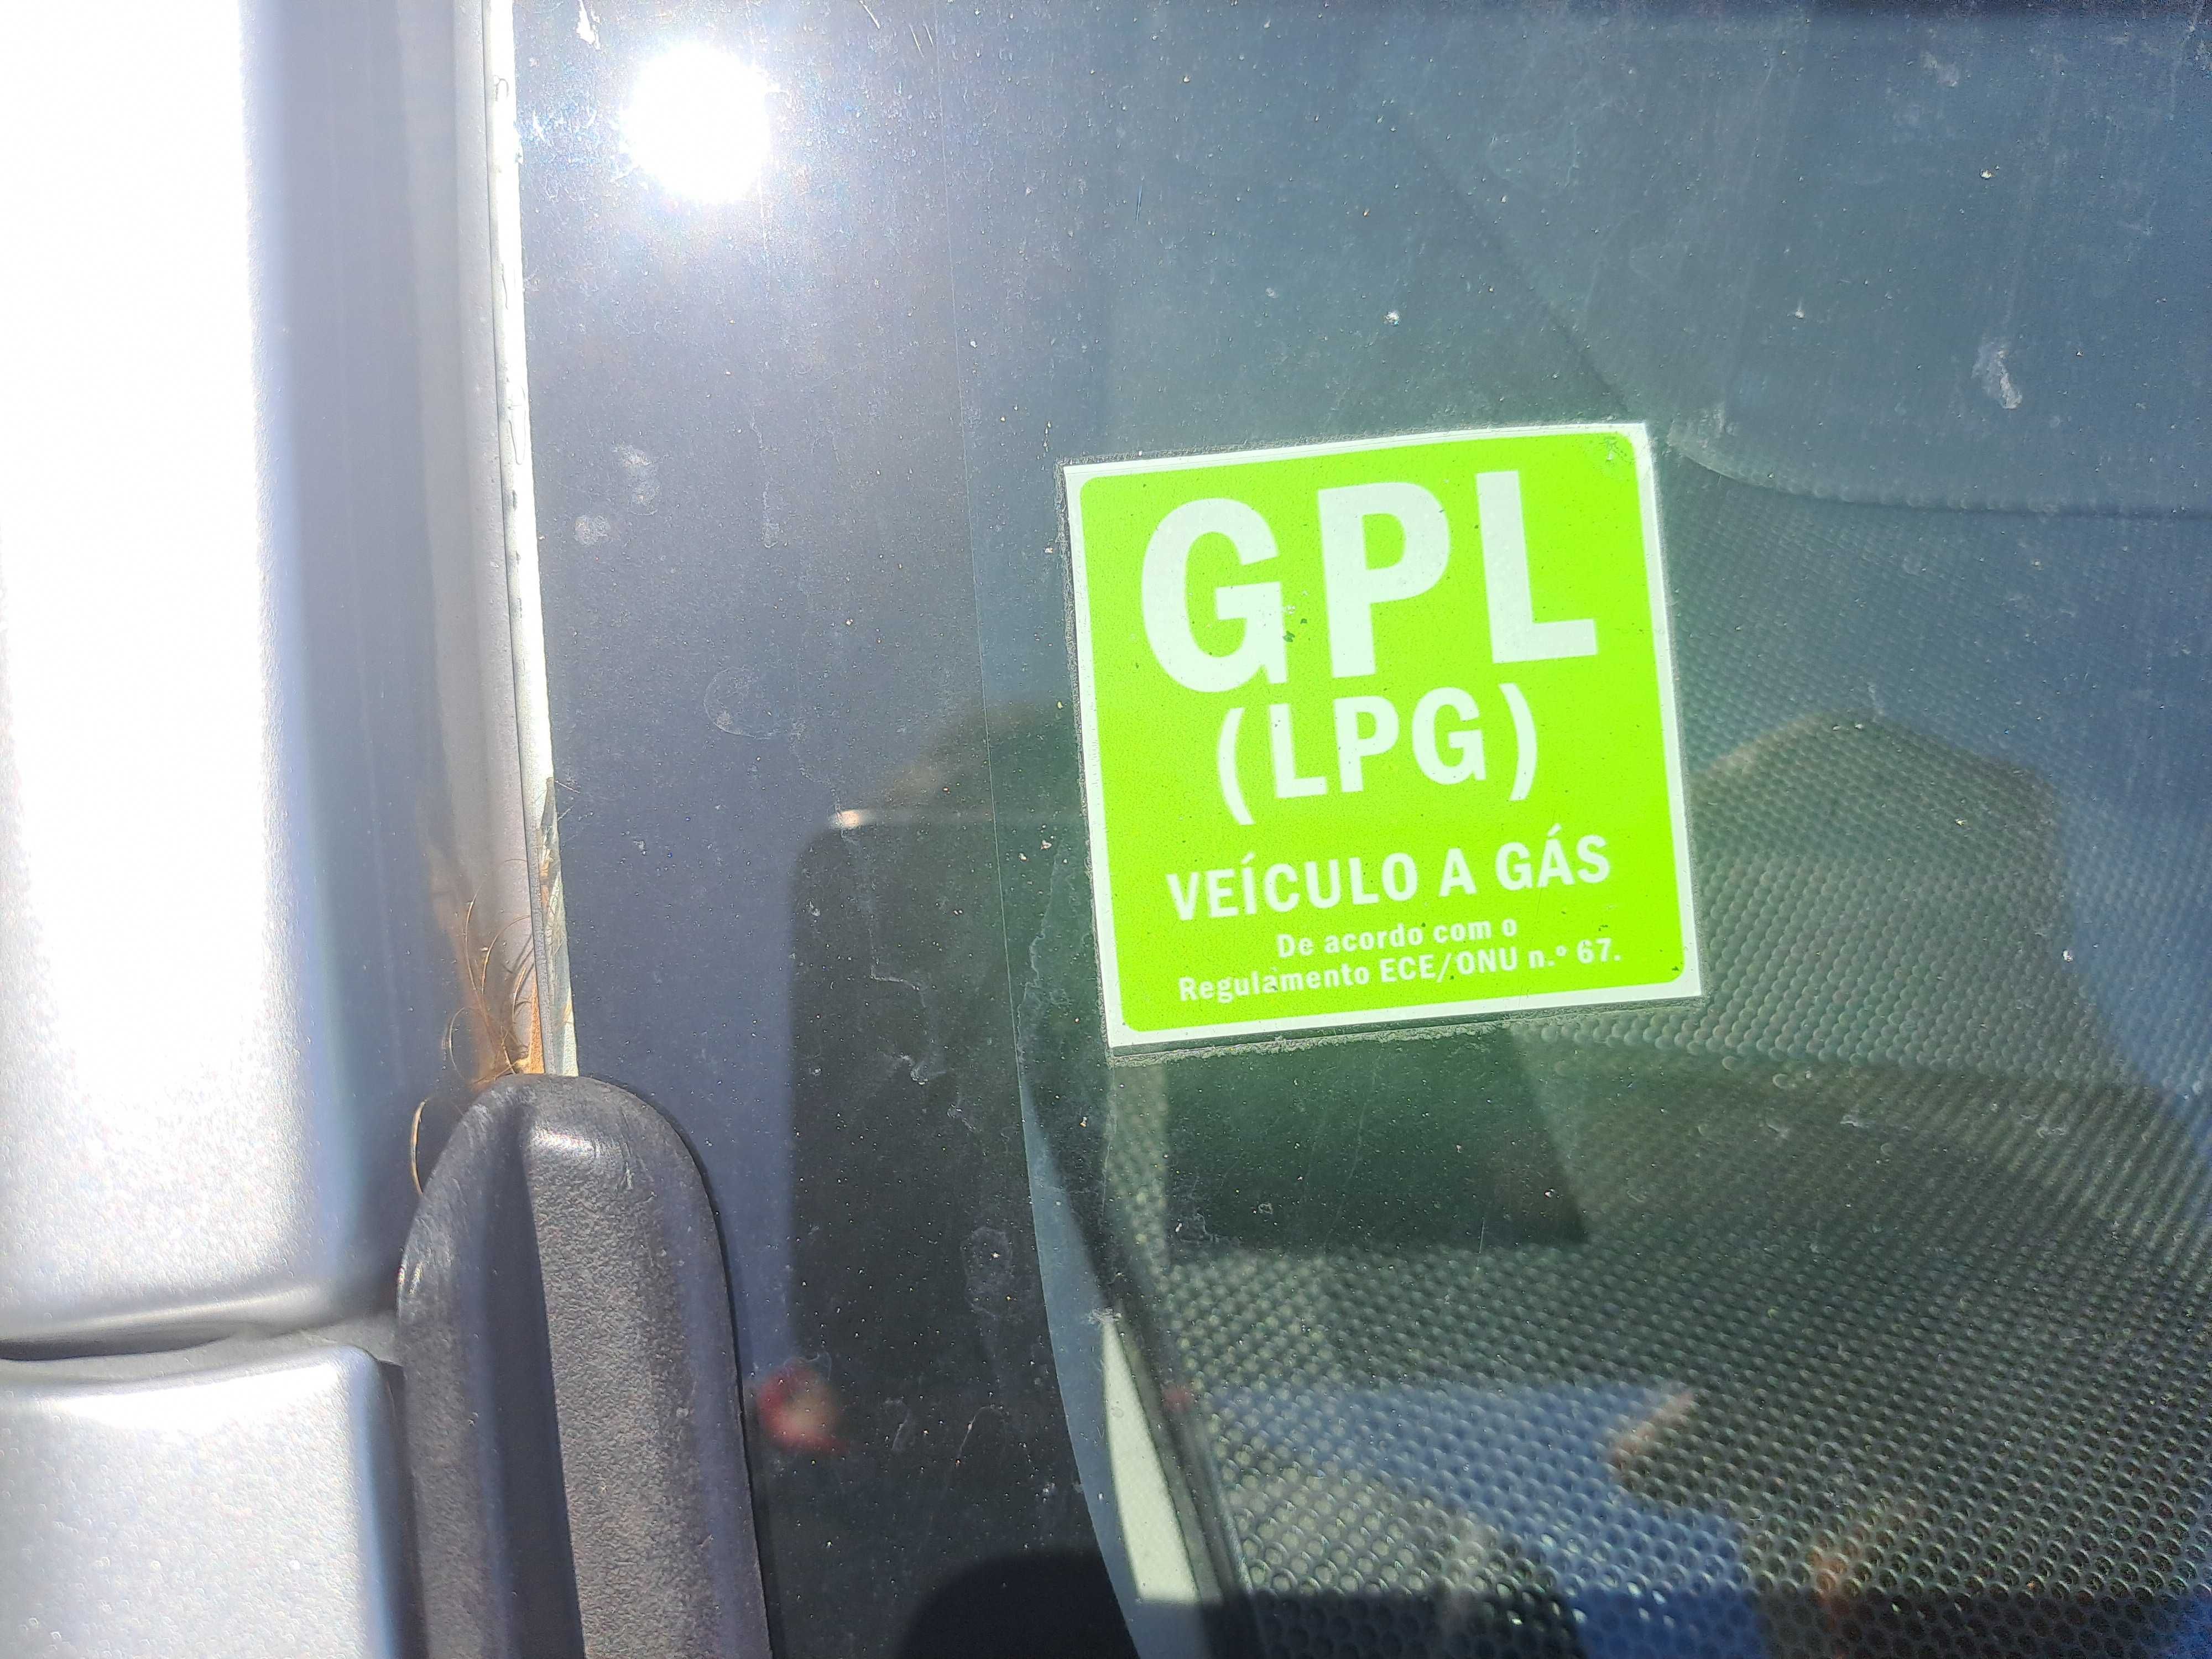 GPL
(LPG)
VEÍCULO A GÁS
De acordo com o
Regulamento ECE/ONU n.º 67.